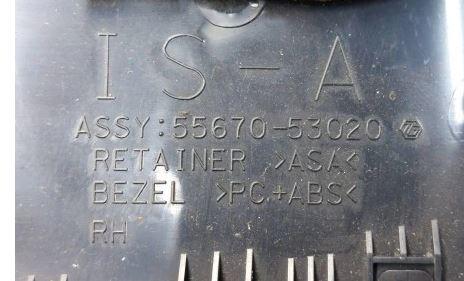 IS-A
ASSY:55670-53020
RETAINER >ASA<
BEZEL >PC+ABS<
RH